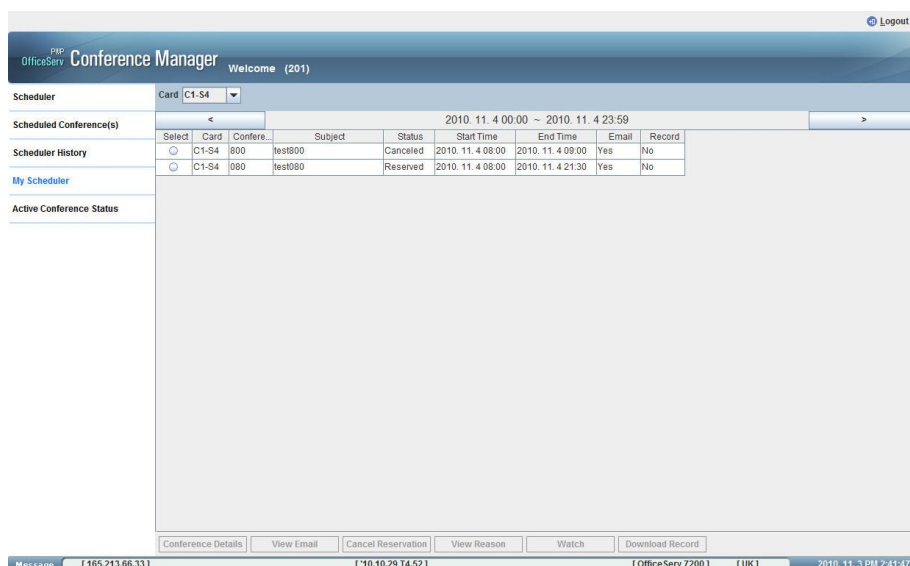 Logout
PWP
OfficeServ Conference Manager Welcome (201)
Scheduler
Scheduled Conference(s)
Scheduler History
My Scheduler
Active Conference Status
Card C1-S4
< 2010. 11. 4 00:00 ~ 2010. 11. 4 23:59 >
Select Card Confere... Subject Status Start Time End Time Email Record
C1-S4 800 test800 Canceled 2010. 11. 4 08:00 2010. 11. 4 09:00 Yes No
C1-S4 080 test080 Reserved 2010. 11. 4 08:00 2010. 11. 4 21:30 Yes No
Conference Details View Email Cancel Reservation View Reason Watch Download Record
Message [ 165.213.66.33 ] [ '10.10.29 T4.52 ] [ OfficeServ 7200 ] [ UK ] 2010. 11. 3 PM 2:41:47